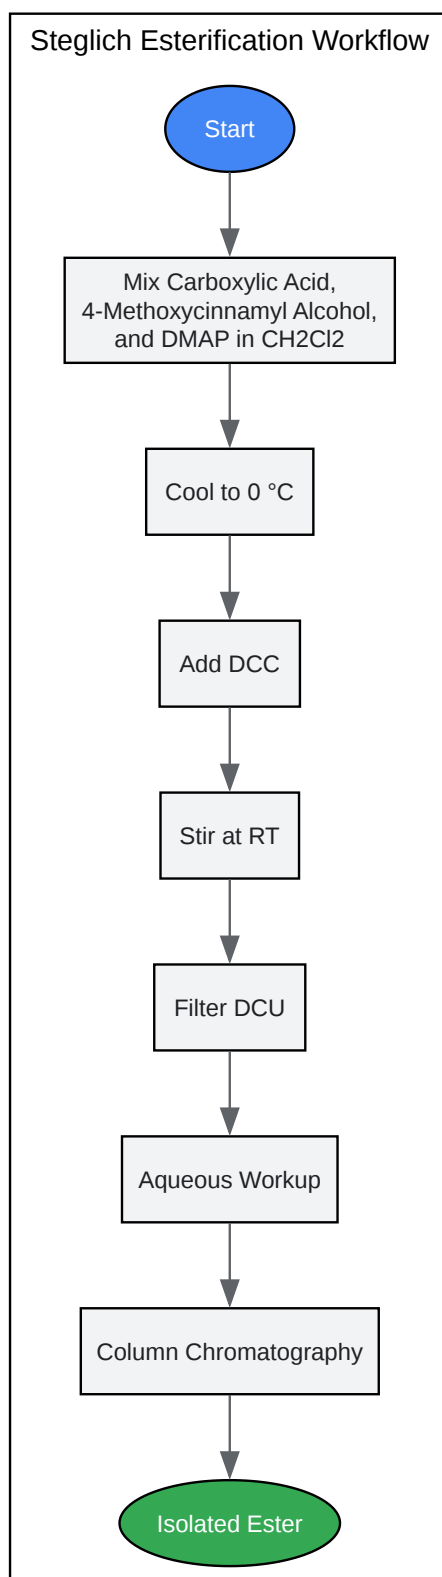 Steglich Esterification Workflow
Start
Mix Carboxylic Acid,
4-Methoxycinnamyl Alcohol,
and DMAP in CH2Cl2
Cool to 0 °C
Add DCC
Stir at RT
Filter DCU
Aqueous Workup
Column Chromatography
Isolated Ester